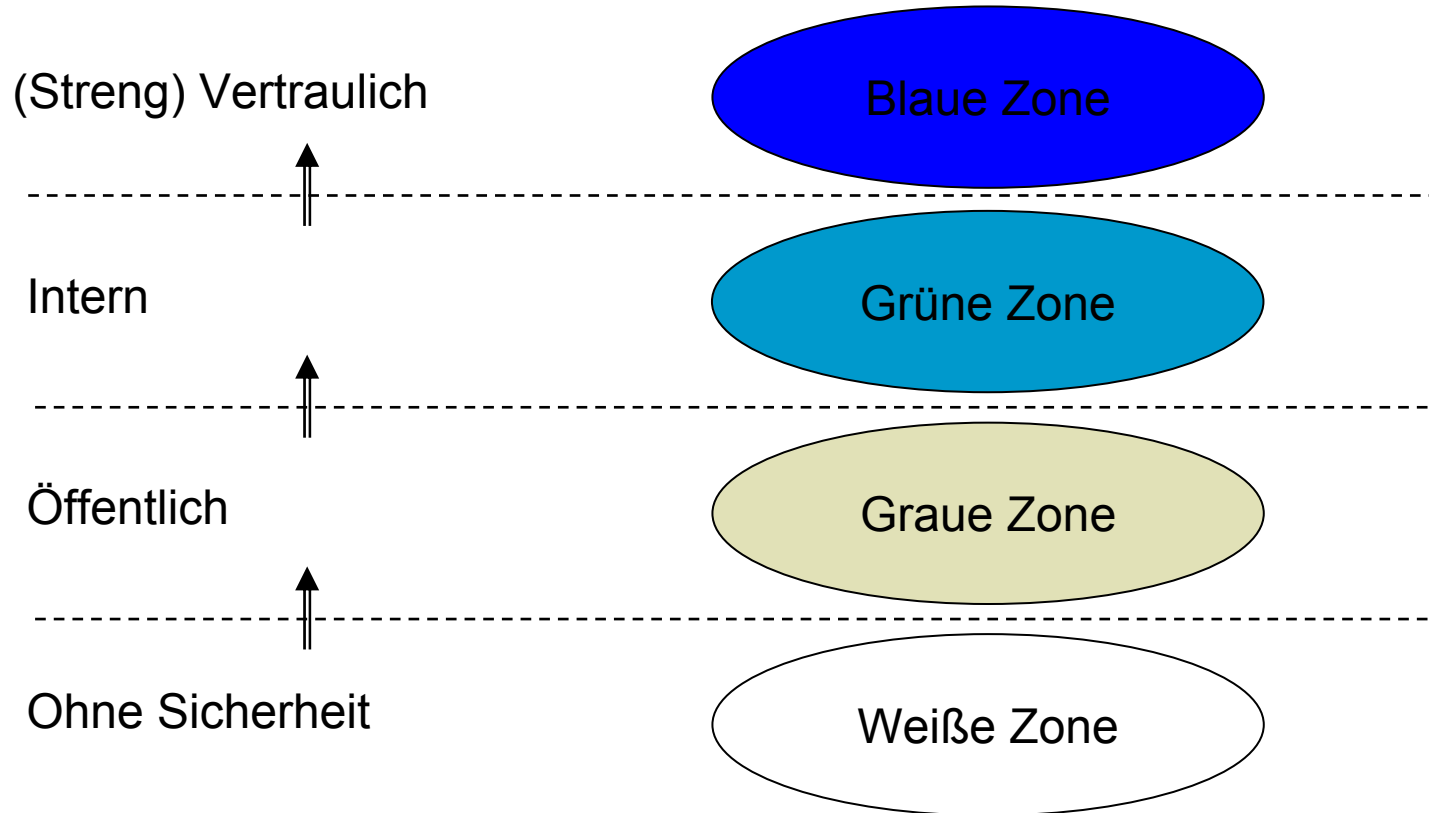 (Streng) Vertraulich
Blaue Zone
Intern
Grüne Zone
Öffentlich
Graue Zone
Ohne Sicherheit
Weiße Zone